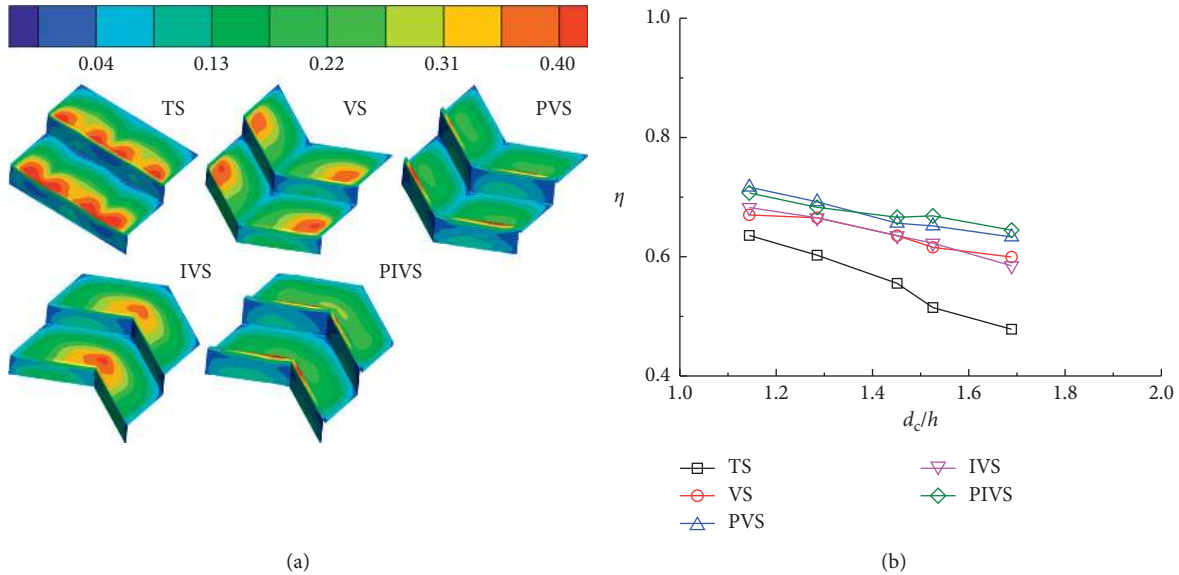 0.04 0.13 0.22 0.31 0.40
TS VS PVS
IVS PIVS
(a)
η
1.0
0.8
0.6
0.4
1.0 1.2 1.4 1.6 1.8 2.0
d_c/h
TS IVS
VS PIVS
PVS
(b)